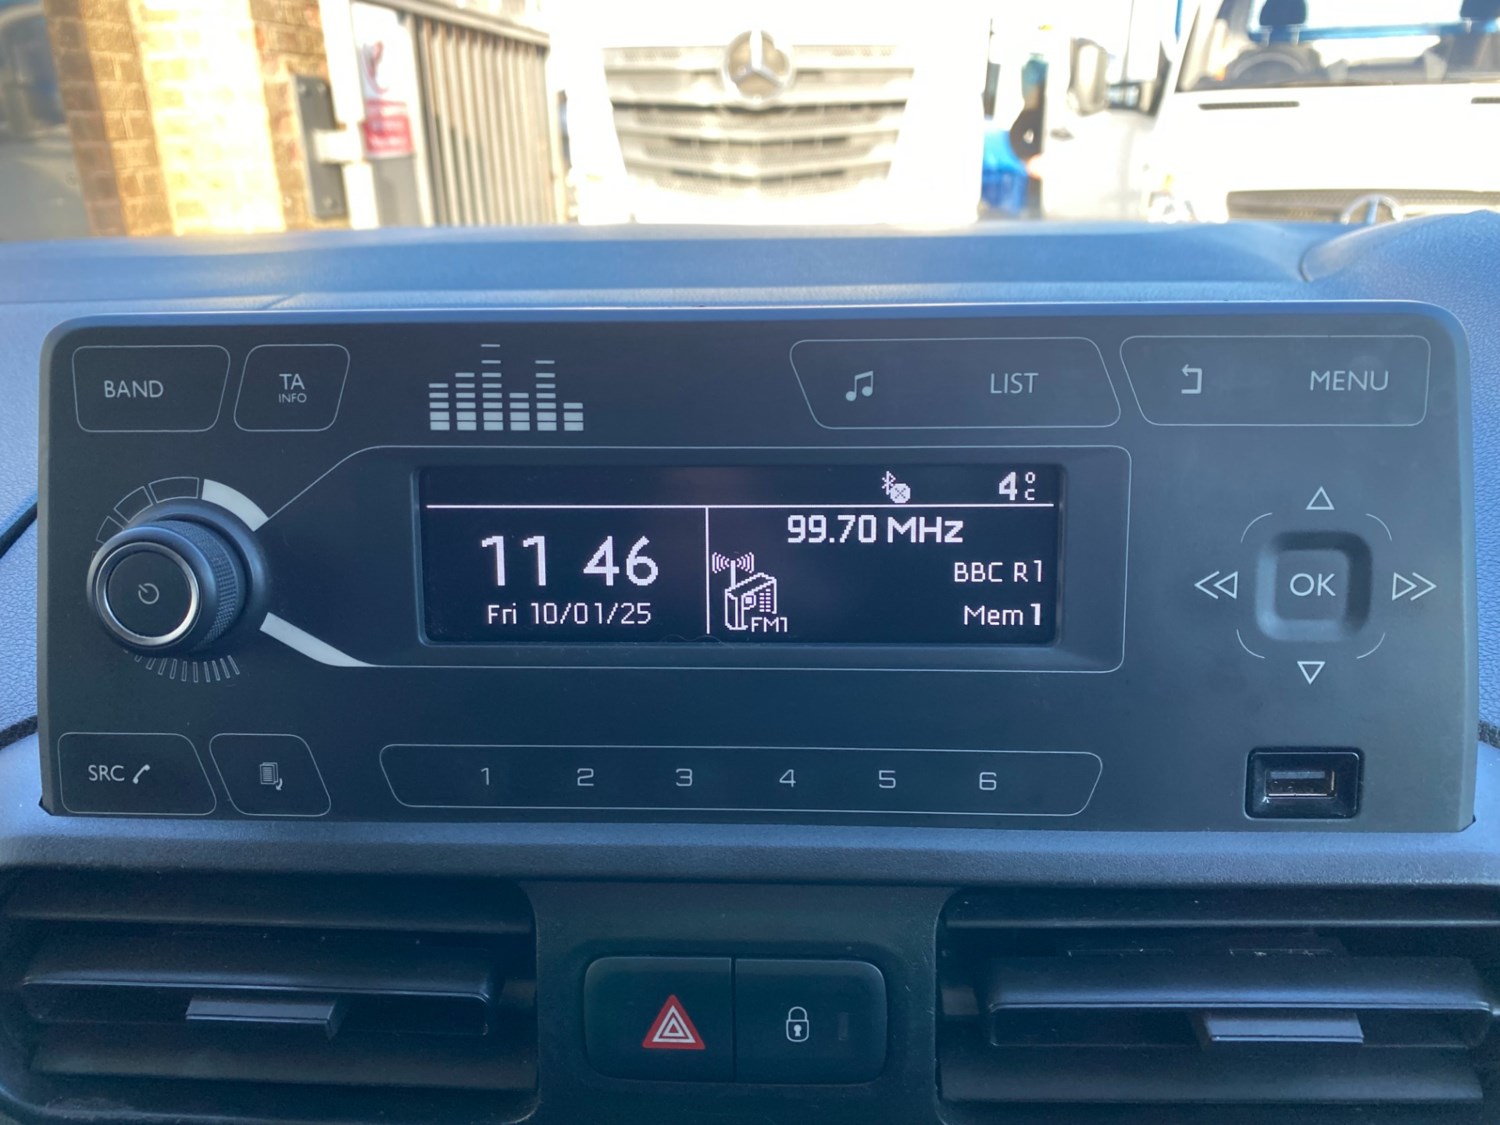 BAND
TA
INFO
LIST
MENU
4°C
11 46
Fri 10/01/25
99.70 MHz
BBC R1
FM1
Mem 1
OK
SRC
1 2 3 4 5 6